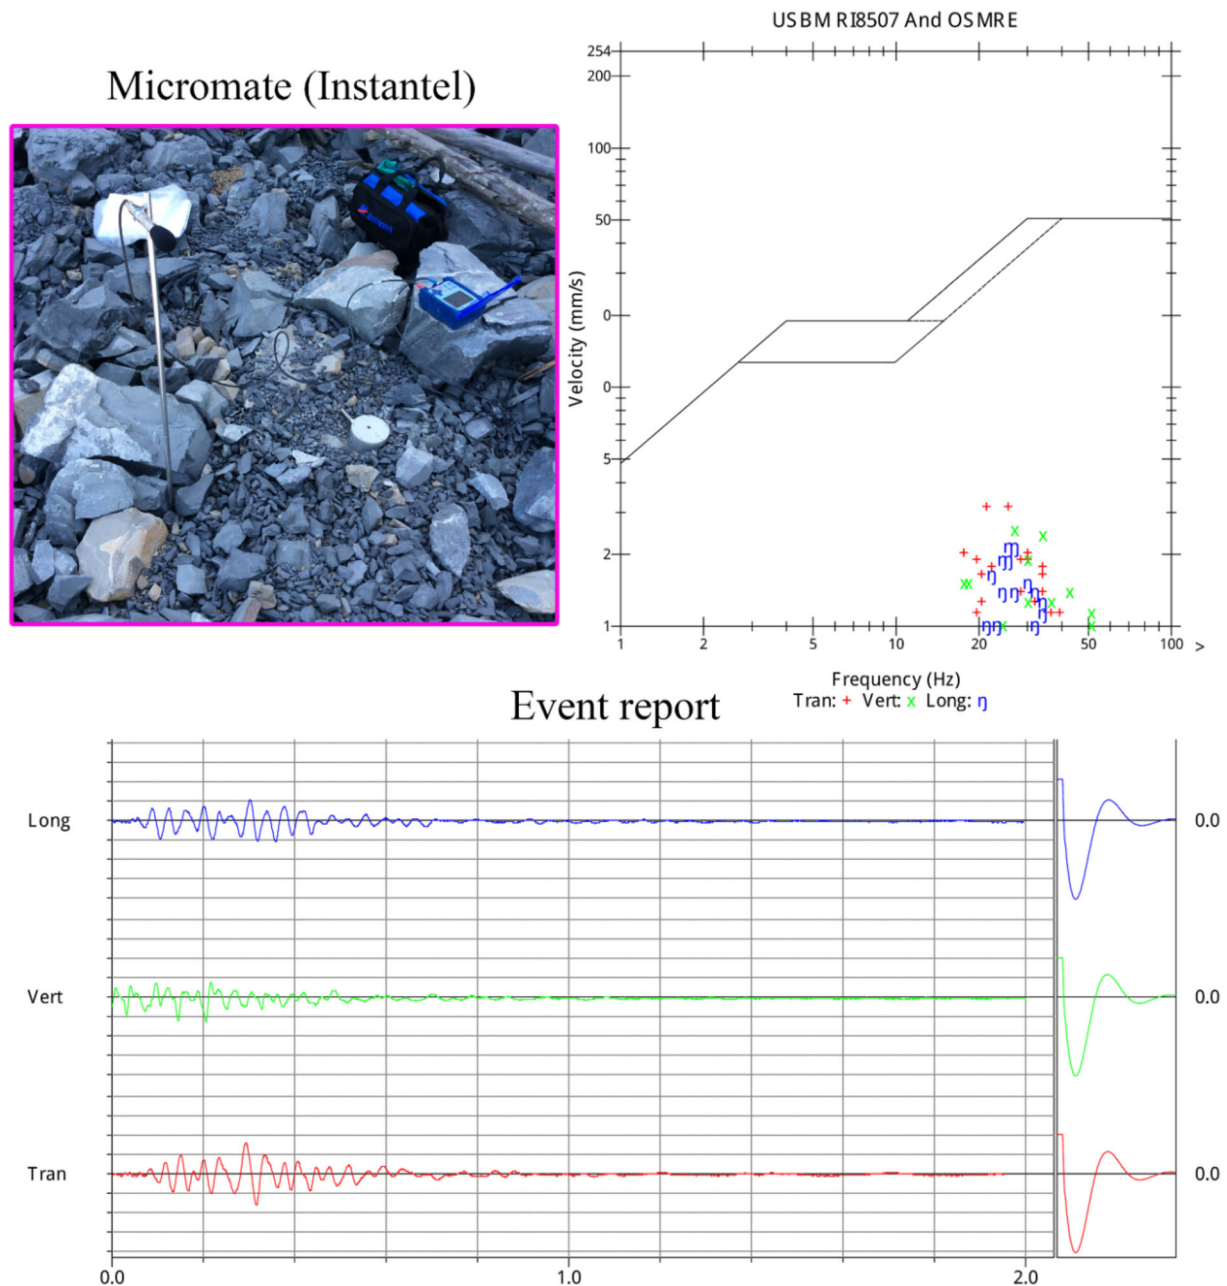 USBM RI8507 And OSMRE
Micromate (Instantel)
254
200
100
50
0
0
5
2
1
Velocity (mm/s)
1 2 5 10 20 50 100 >
Frequency (Hz)
Tran: + Vert: x Long: ŋ
Event report
Long 0.0
Vert 0.0
Tran 0.0
0.0 1.0 2.0